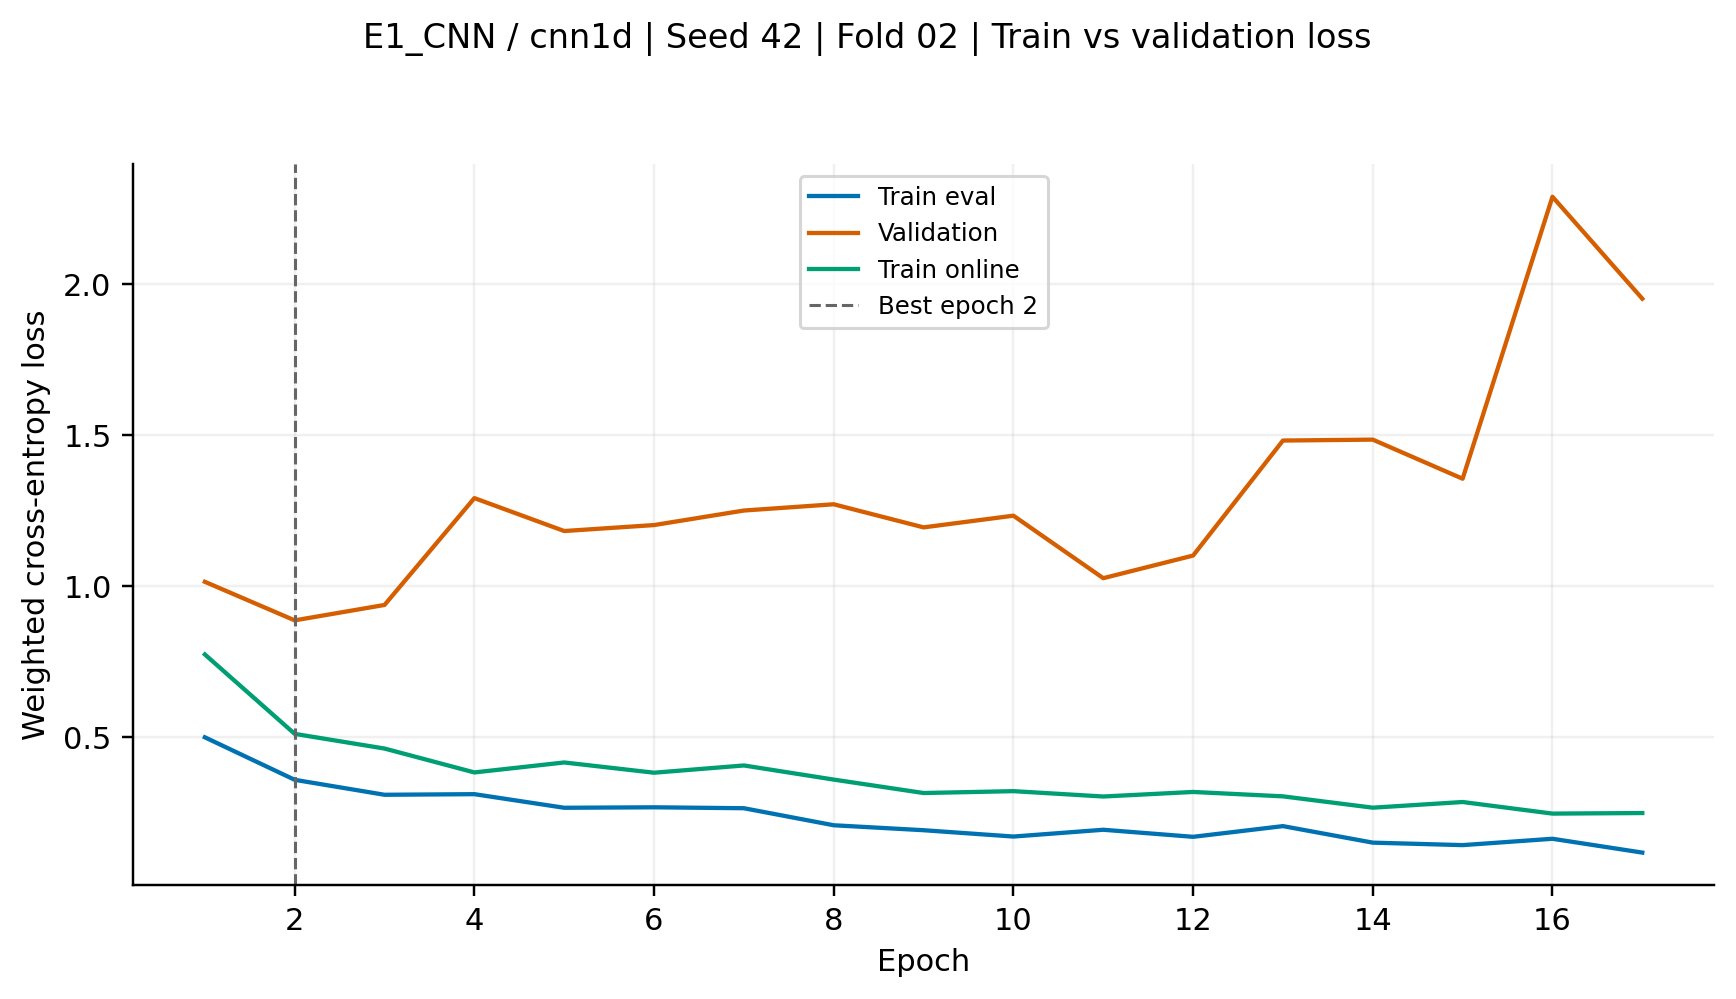 E1_CNN / cnn1d | Seed 42 | Fold 02 | Train vs validation loss
Train eval
Validation
Train online
Best epoch 2
Weighted cross-entropy loss
2.0
1.5
1.0
0.5
2 4 6 8 10 12 14 16
Epoch